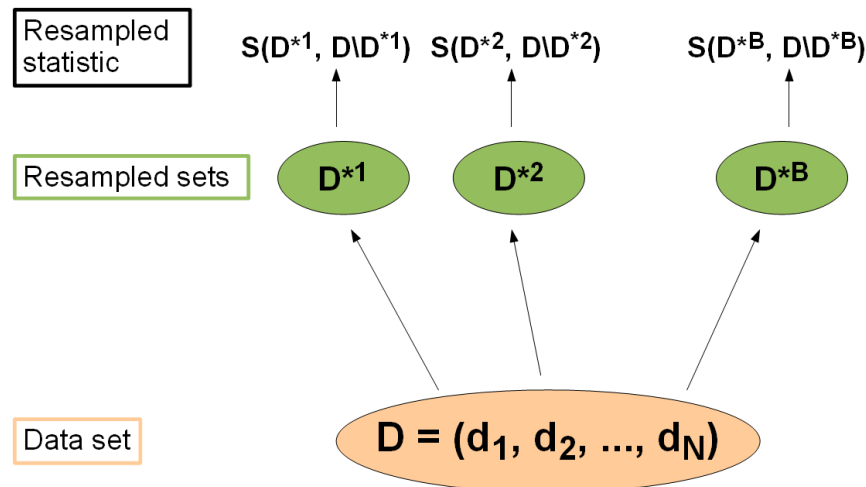 Resampled
statistic
S(D*1, D\D*1) S(D*2, D\D*2) S(D*B, D\D*B)
Resampled sets
D*1 D*2 D*B
Data set
D = (d1, d2, ..., dN)